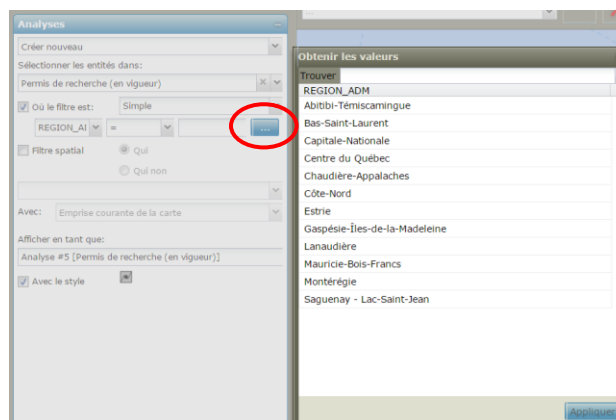 Analyses
Créer nouveau
Sélectionner les entités dans:
Permis de recherche (en vigueur)
Où le filtre est: Simple
REGION_AI = ...
Filtre spatial Qui
Qui non
Avec: Emprise courante de la carte
Afficher en tant que:
Analyse #5 [Permis de recherche (en vigueur)]
Avec le style
...
Obtenir les valeurs
Trouver
REGION_ADM
Abitibi-Témiscamingue
Bas-Saint-Laurent
Capitale-Nationale
Centre du Québec
Chaudière-Appalaches
Côte-Nord
Estrie
Gaspésie-Îles-de-la-Madeleine
Lanaudière
Mauricie-Bois-Francs
Montérégie
Saguenay - Lac-Saint-Jean
Appliquer